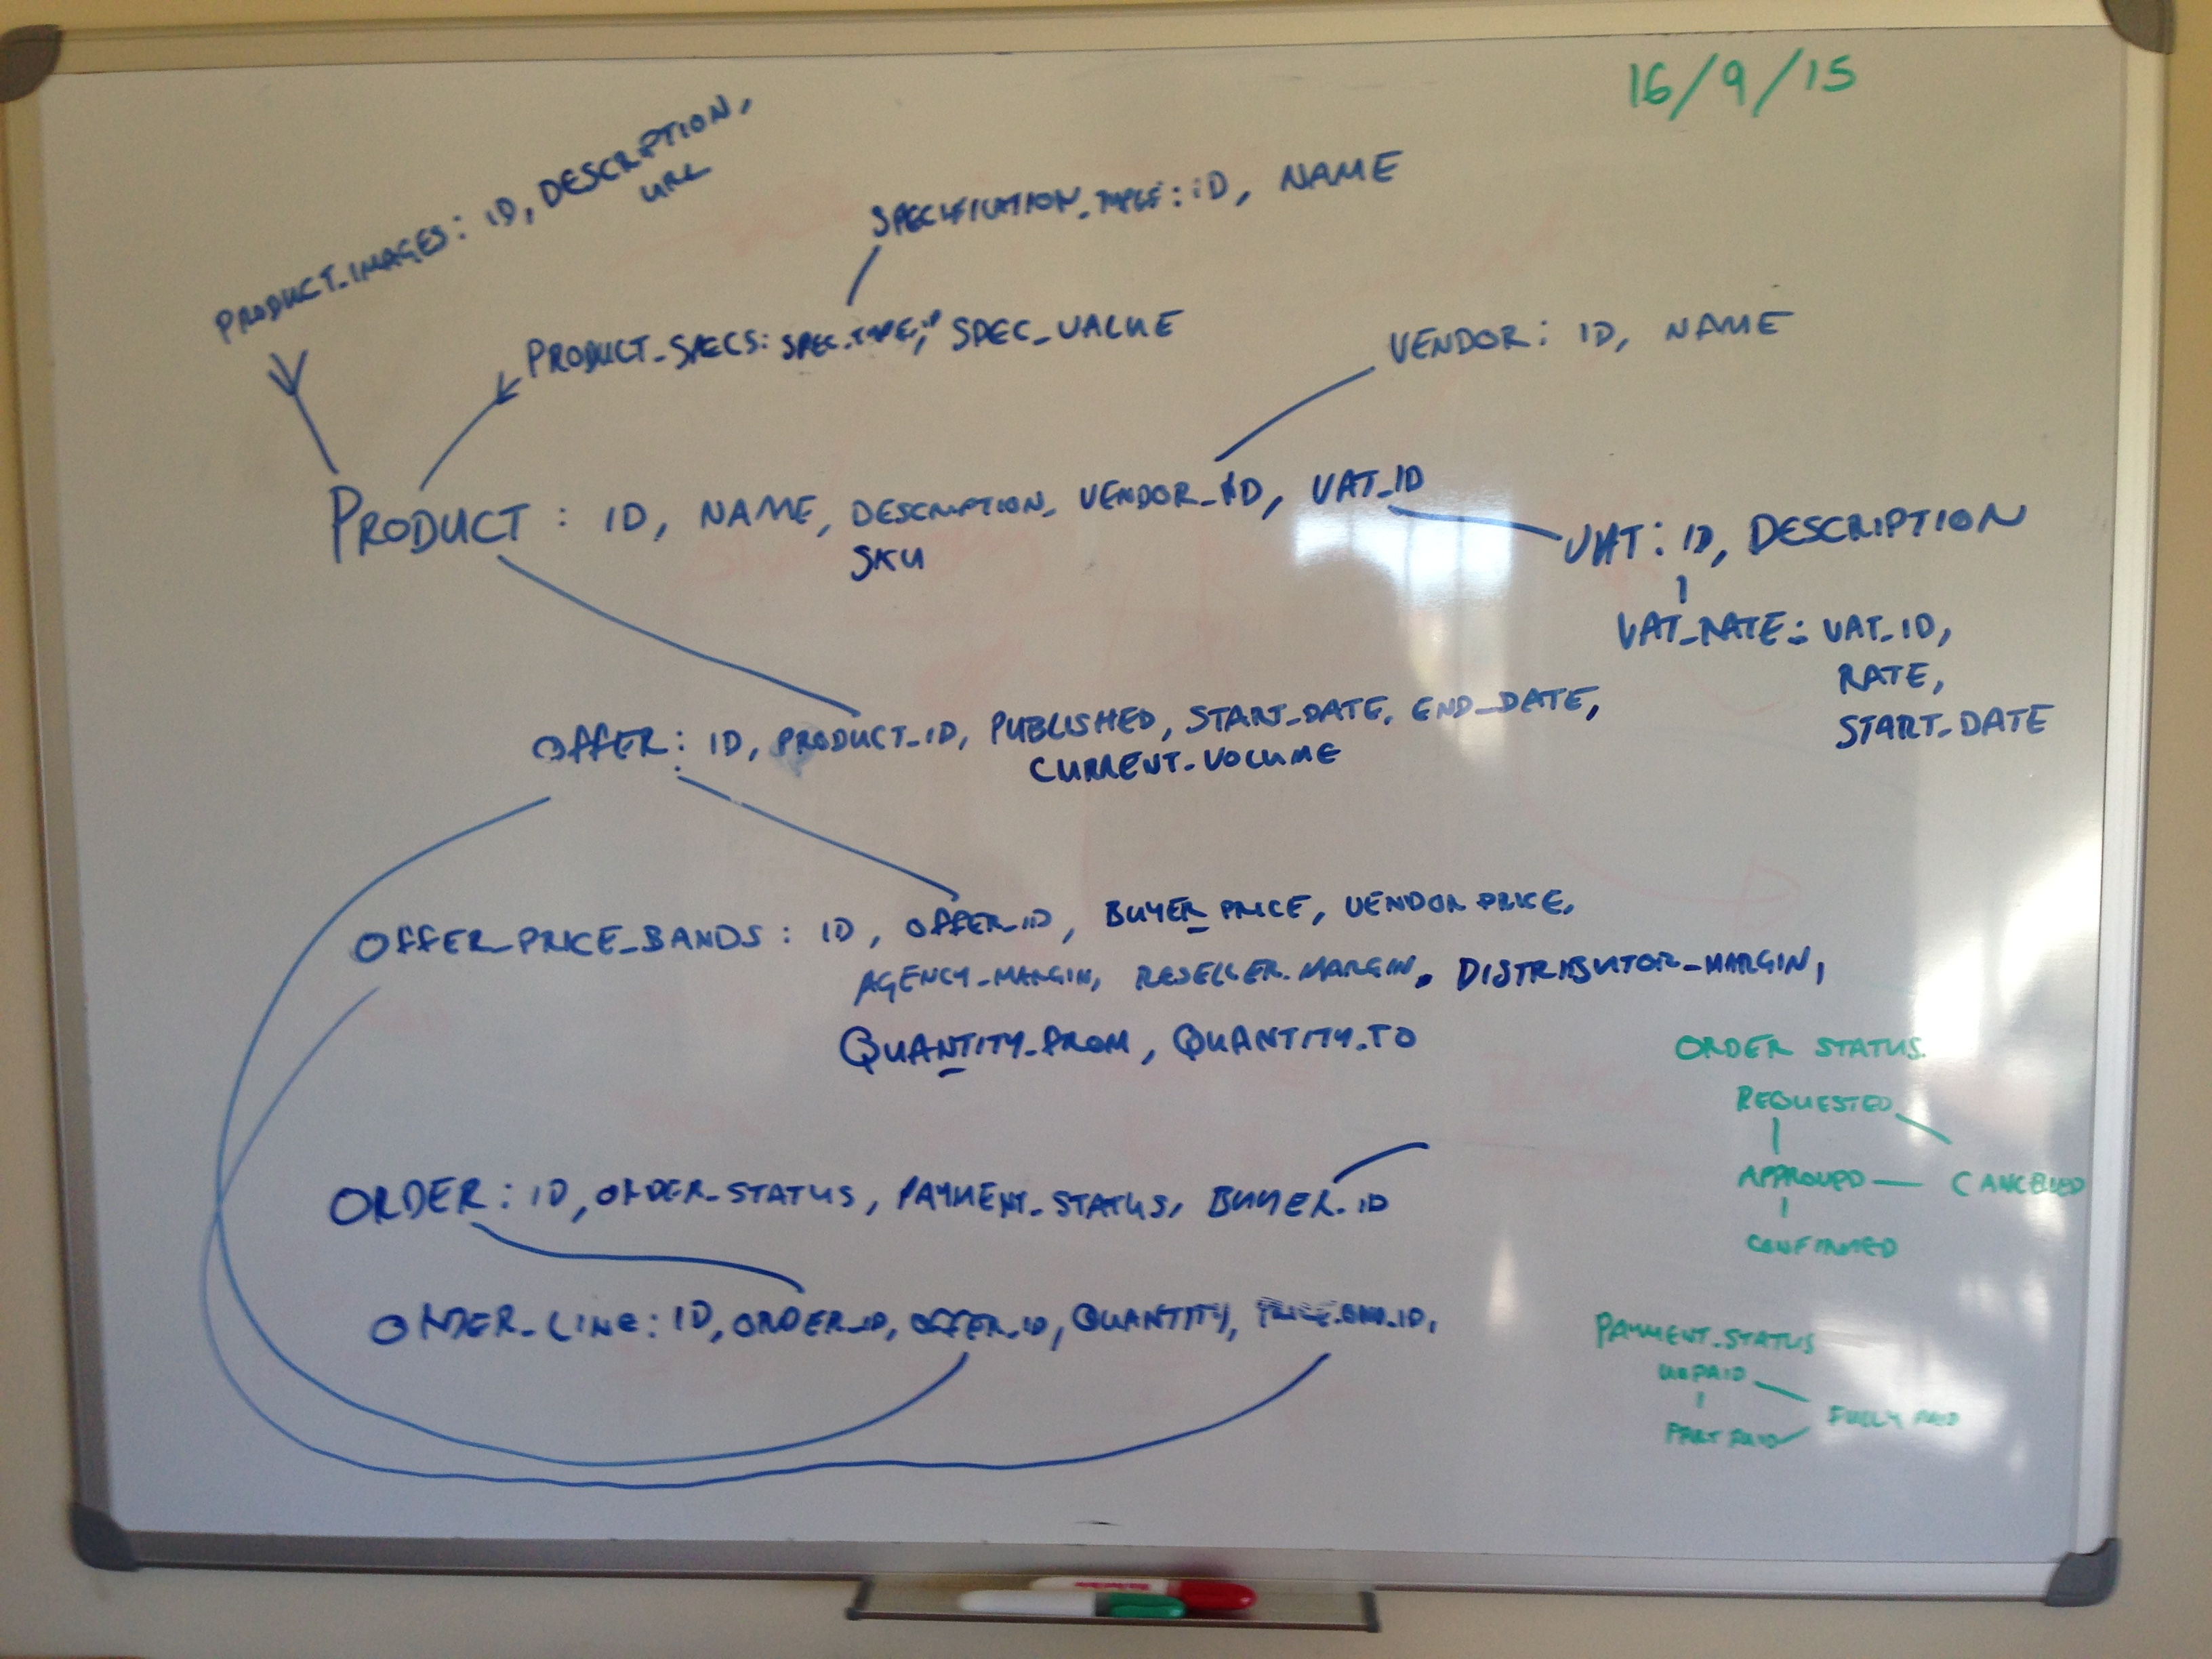 16/9/15
PRODUCT_IMAGES: ID, DESCRIPTION,
URL
SPECIFICATION_TYPE: ID, NAME
PRODUCT_SPECS: SPEC_TYPE, SPEC_VALUE
VENDOR: ID, NAME
PRODUCT: ID, NAME, DESCRIPTION, VENDOR_ID, VAT_ID
SKU
VAT: ID, DESCRIPTION
VAT_RATE: VAT_ID,
RATE,
START_DATE
OFFER: ID, PRODUCT_ID, PUBLISHED, START_DATE, END_DATE,
CURRENT_VOLUME
OFFER_PRICE_BANDS: ID, OFFER_ID, BUYER_PRICE, VENDOR PRICE,
AGENCY_MARGIN, RESELLER_MARGIN, DISTRIBUTOR_MARGIN,
QUANTITY_FROM, QUANTITY_TO
ORDER STATUS
REQUESTED
APPROVED CANCELLED
CONFIRMED
ORDER: ID, ORDER_STATUS, PAYMENT_STATUS, BUYER_ID
ORDER_LINE: ID, ORDER_ID, OFFER_ID, QUANTITY,
PAYMENT_STATUS
UNPAID
FULLY PAID
PART PAID